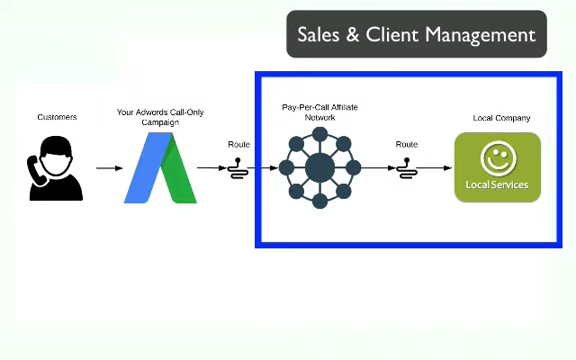 Sales & Client Management
Customers
Your Adwords Call-Only
Campaign
Route
Pay-Per-Call Affiliate
Network
Route
Local Company
Local Services